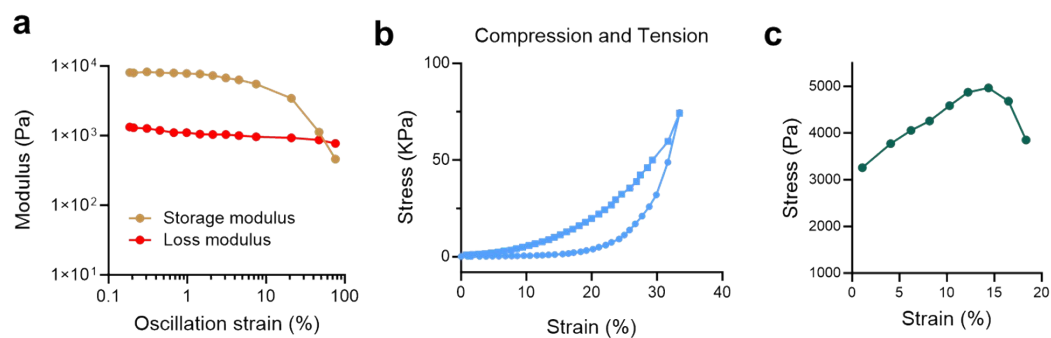 a
1×10⁴
1×10³
1×10²
1×10¹
Modulus (Pa)
Storage modulus
Loss modulus
0.1
1
10
100
Oscillation strain (%)
b
Compression and Tension
100
50
0
Stress (KPa)
0
10
20
30
40
Strain (%)
c
5000
4000
3000
1000
Stress (Pa)
0
5
10
15
20
Strain (%)